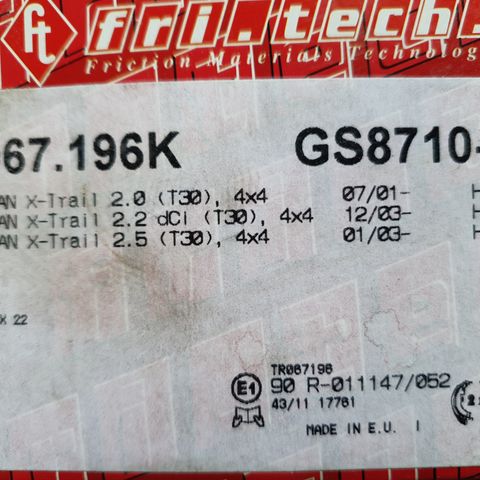 ft fri.tech.
Friction Materials Technology
067.196K GS8710-
AN X-Trail 2.0 (T30), 4x4 07/01- H
AN X-Trail 2.2 dCi (T30), 4x4 12/03- H
AN X-Trail 2.5 (T30), 4x4 01/03- H
x 22
TR067196
E1 90 R-011147/052
43/11 17761
MADE IN E.U. I